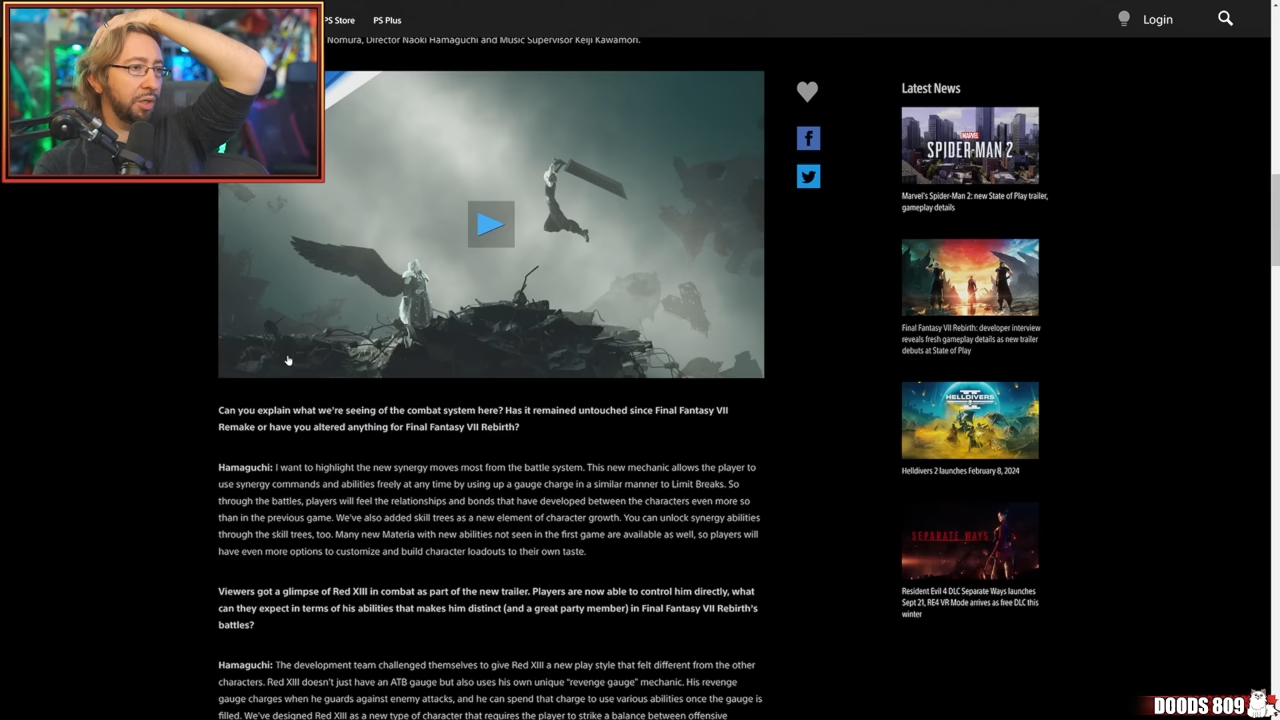 PS Store
PS Plus
Login
Nomura, Director Naoki Hamaguchi and Music Supervisor Keiji Kawamori.
Can you explain what we're seeing of the combat system here? Has it remained untouched since Final Fantasy VII
Remake or have you altered anything for Final Fantasy VII Rebirth?
Hamaguchi: I want to highlight the new synergy moves most from the battle system. This new mechanic allows the player to
use synergy commands and abilities freely at any time by using up a gauge charge in a similar manner to Limit Breaks. So
through the battles, players will feel the relationships and bonds that have developed between the characters even more so
than in the previous game. We've also added skill trees as a new element of character growth. You can unlock synergy abilities
through the skill trees, too. Many new Materia with new abilities not seen in the first game are available as well, so players will
have even more options to customize and build character loadouts to their own taste.
Viewers got a glimpse of Red XIII in combat as part of the new trailer. Players are now able to control him directly, what
can they expect in terms of his abilities that makes him distinct (and a great party member) in Final Fantasy VII Rebirth's
battles?
Hamaguchi: The development team challenged themselves to give Red XIII a new play style that felt different from the other
characters. Red XIII doesn't just have an ATB gauge but also uses his own unique "revenge gauge" mechanic. His revenge
gauge charges when he guards against enemy attacks, and he can spend that charge to use various abilities once the gauge is
filled. We've designed Red XIII as a new type of character that requires the player to strike a balance between offensive
Latest News
MARVEL
SPIDER-MAN 2
Marvel's Spider-Man 2: new State of Play trailer,
gameplay details
Final Fantasy VII Rebirth: developer interview
reveals fresh gameplay details as new trailer
debuts at State of Play
HELLDIVERS
II
Helldivers 2 launches February 8, 2024
SEPARATE WAYS
Resident Evil 4 DLC Separate Ways launches
Sept 21, RE4 VR Mode arrives as free DLC this
winter
DOODS 809